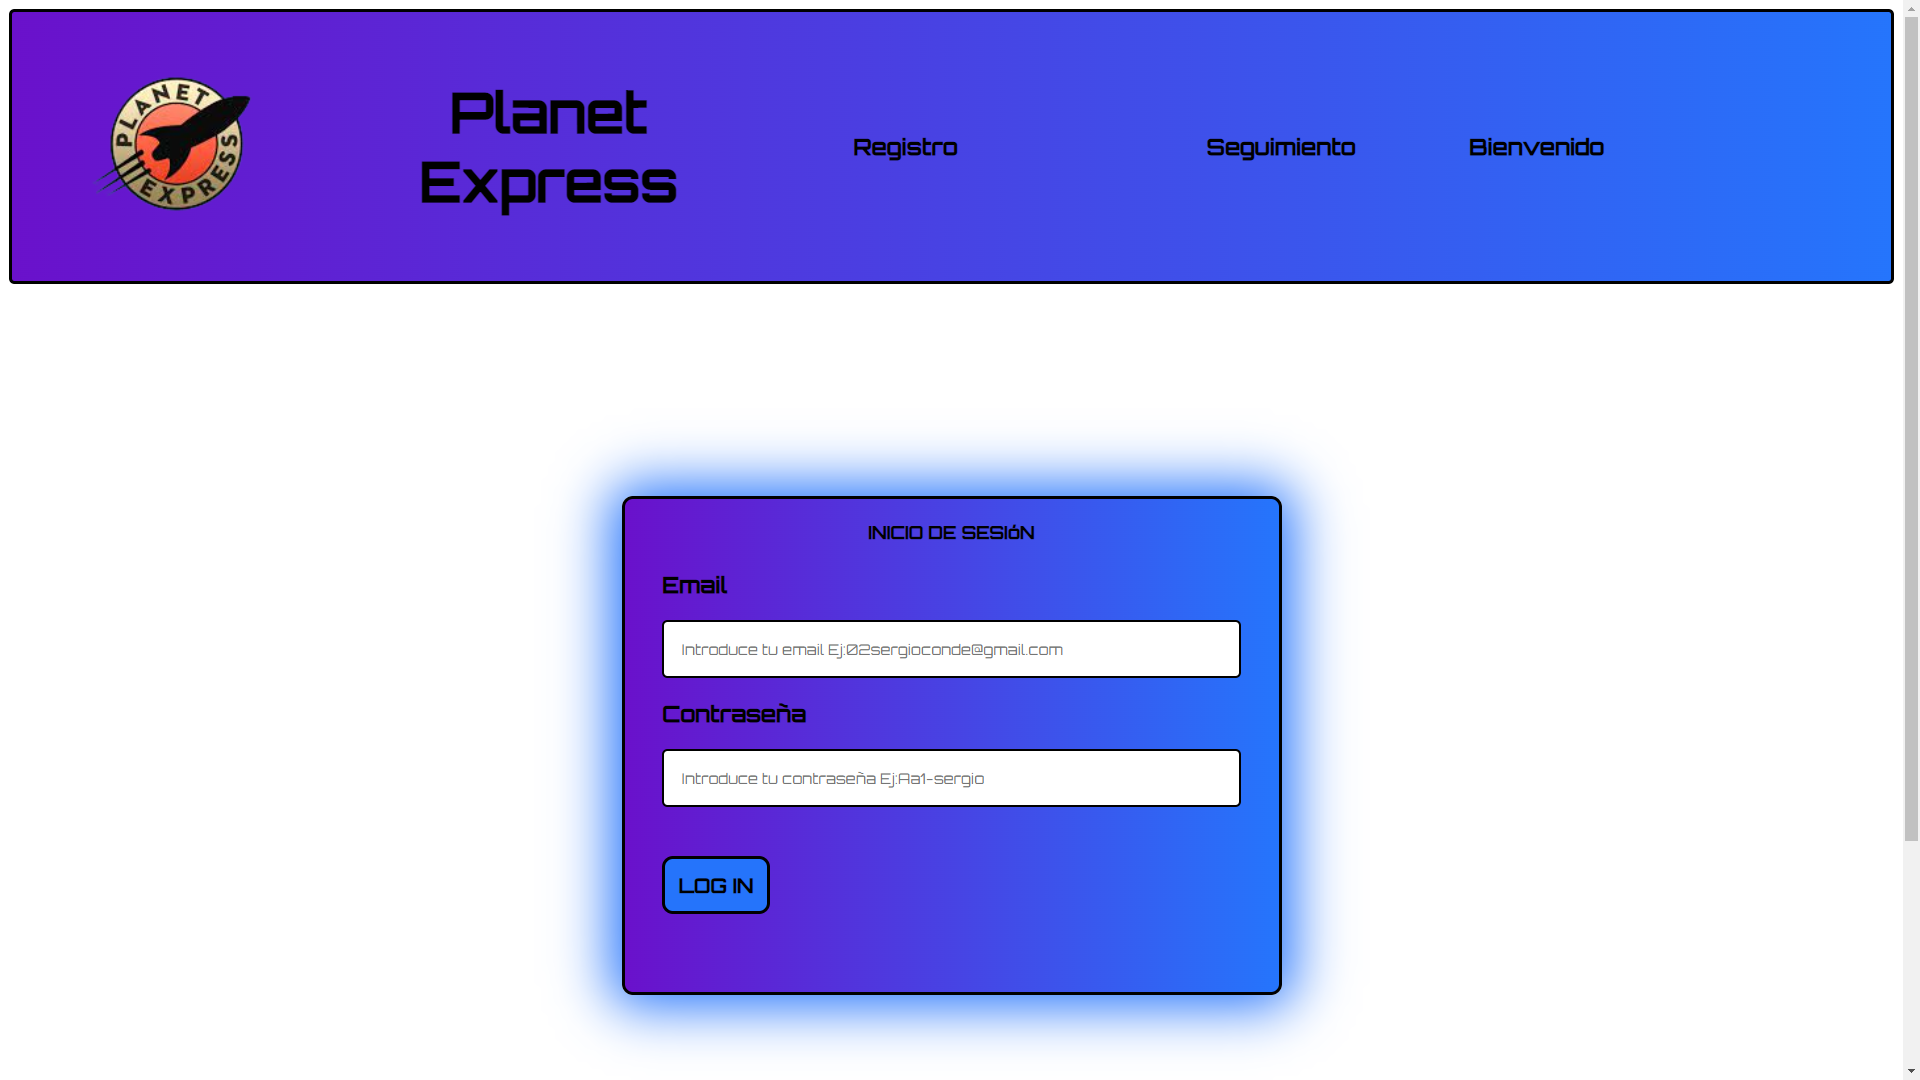 PLANET
EXPRESS
Planet
Express
Registro
Seguimiento
Bienvenido
INICIO DE SESIóN
Email
Introduce tu email Ej:02sergioconde@gmail.com
Contraseña
Introduce tu contraseña Ej:Aa1-sergio
LOG IN